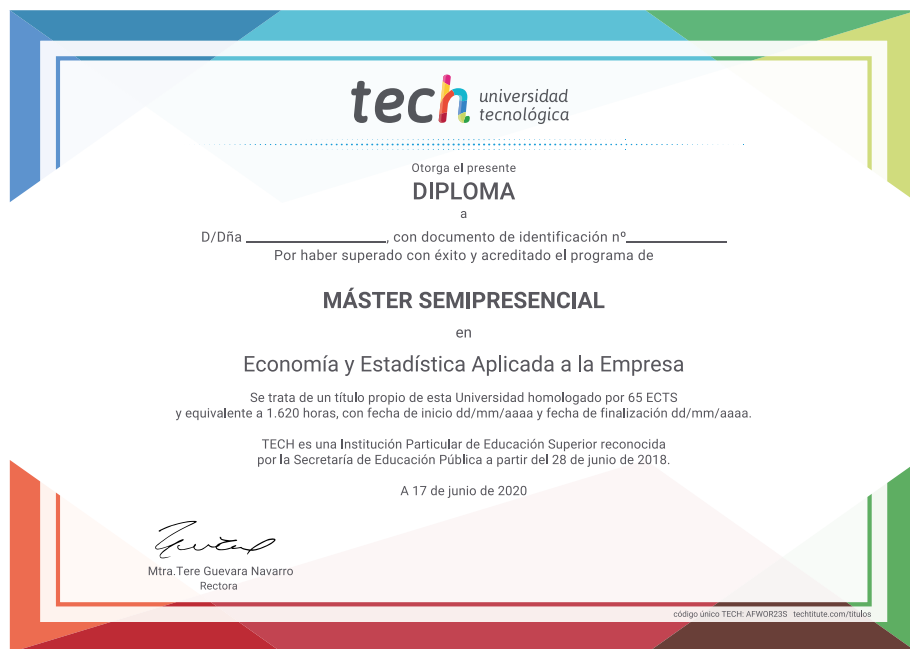 tech universidad
tecnológica
Otorga el presente
DIPLOMA
a
D/Dña ____________, con documento de identificación nº____________
Por haber superado con éxito y acreditado el programa de
MÁSTER SEMIPRESENCIAL
en
Economía y Estadística Aplicada a la Empresa
Se trata de un título propio de esta Universidad homologado por 65 ECTS
y equivalente a 1.620 horas, con fecha de inicio dd/mm/aaaa y fecha de finalización dd/mm/aaaa.
TECH es una Institución Particular de Educación Superior reconocida
por la Secretaría de Educación Pública a partir del 28 de junio de 2018.
A 17 de junio de 2020
Mtra.Tere Guevara Navarro
Rectora
código único TECH: AFWOR23S techtitute.com/titulos